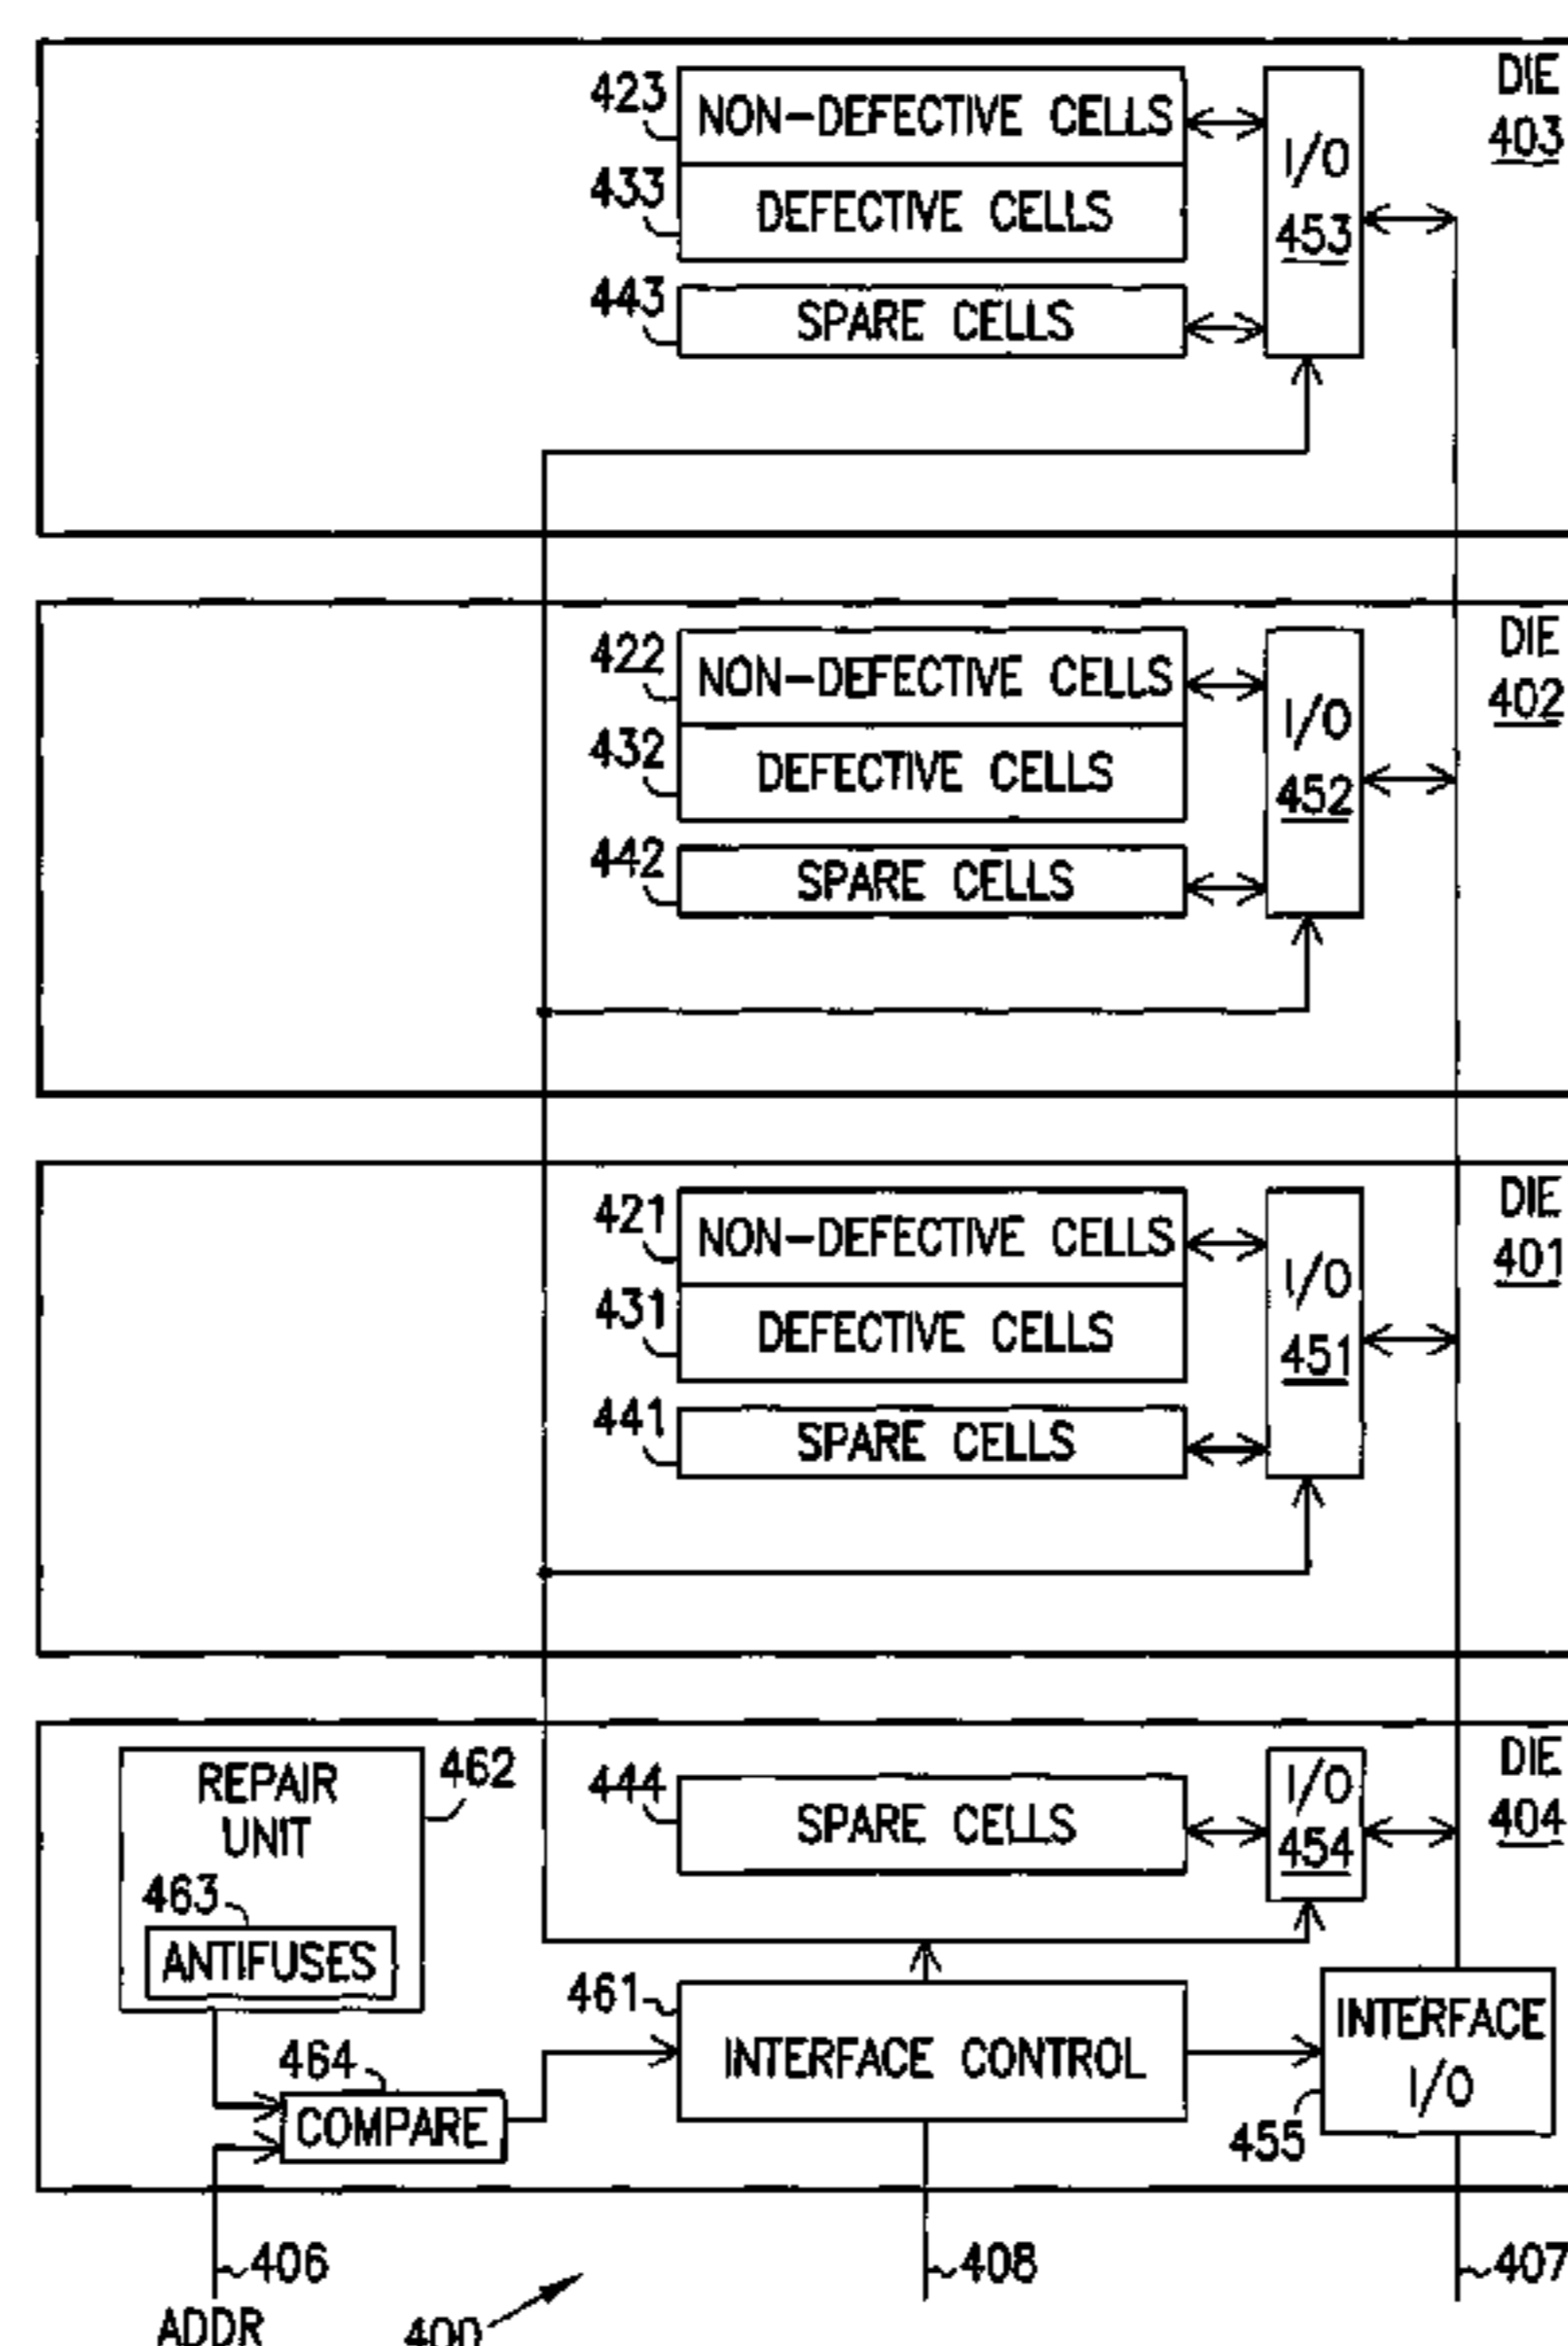 DIE
403
423
NON-DEFECTIVE CELLS
433
DEFECTIVE CELLS
443
SPARE CELLS
I/O
453
DIE
402
422
NON-DEFECTIVE CELLS
432
DEFECTIVE CELLS
442
SPARE CELLS
I/O
452
DIE
401
421
NON-DEFECTIVE CELLS
431
DEFECTIVE CELLS
441
SPARE CELLS
I/O
451
DIE
404
REPAIR
UNIT
462
463
ANTIFUSES
444
SPARE CELLS
I/O
454
461
INTERFACE CONTROL
INTERFACE
I/O
455
464
COMPARE
406
ADDR
400
408
407